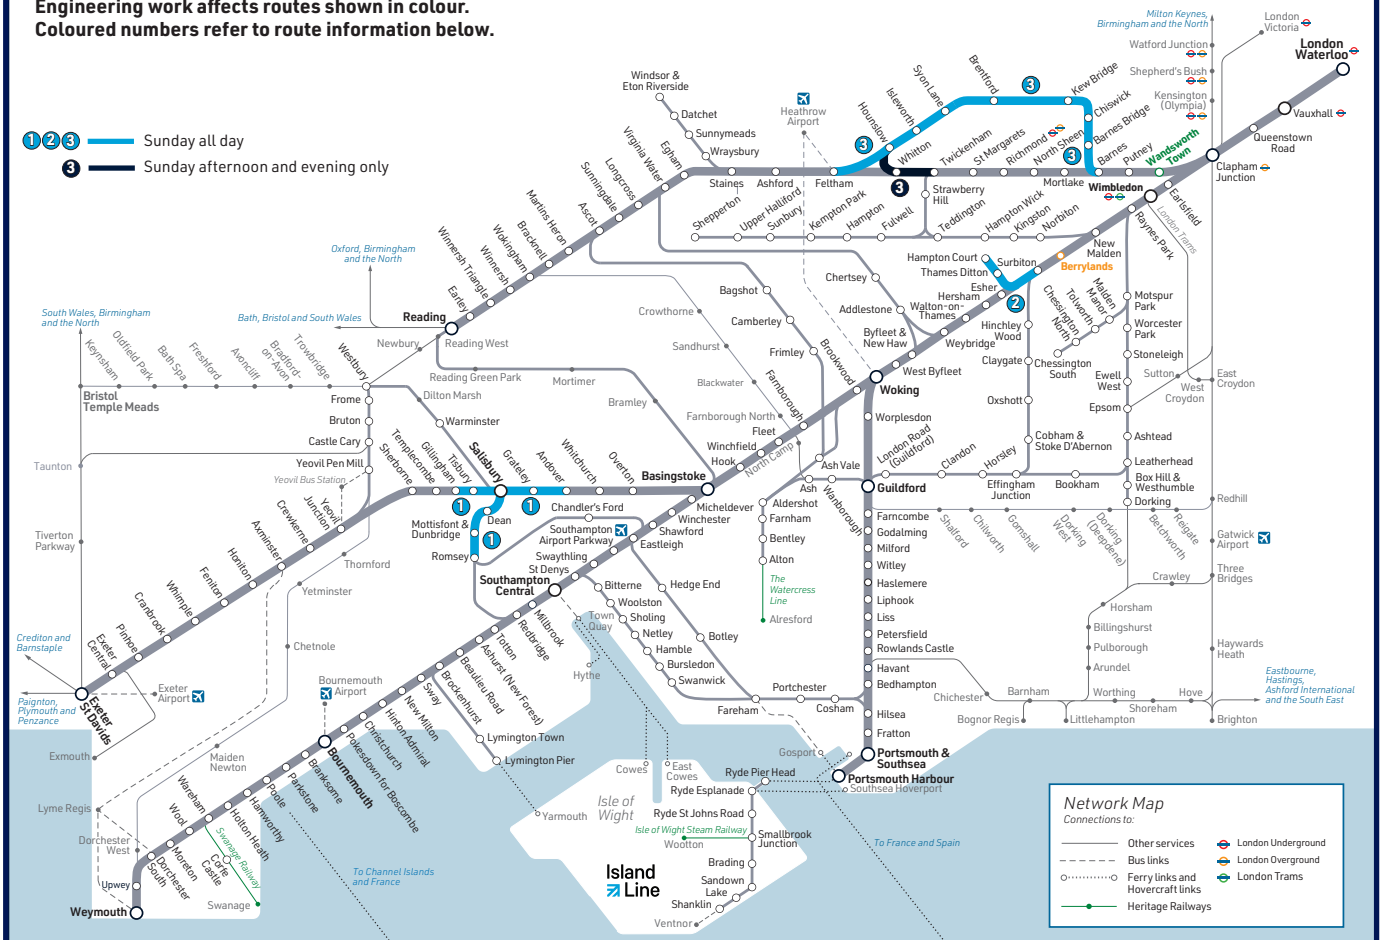 Engineering work affects routes shown in colour.
Coloured numbers refer to route information below.
1 2 3 Sunday all day
3 Sunday afternoon and evening only
Milton Keynes,
Birmingham and the North
London
Victoria
Watford Junction
London
Waterloo
Shepherd's Bush
Kensington
(Olympia)
Vauxhall
Queenstown
Road
Clapham
Junction
Windsor &
Eton Riverside
Datchet
Sunnymeads
Wraysbury
Heathrow
Airport
Virginia Water
Egham
Staines
Ashford
Feltham
Hounslow
Isleworth
Syon Lane
Brentford
3
Kew Bridge
Chiswick
Barnes Bridge
3
3
Whitton
3
Twickenham
St Margarets
Richmond
North Sheen
Mortlake
Barnes
Putney
Wandsworth
Town
Wimbledon
Earlsfield
London Trams
Raynes Park
New
Malden
Berrylands
Surbiton
Strawberry
Hill
Shepperton
Upper Halliford
Sunbury
Kempton Park
Hampton
Fulwell
Teddington
Hampton Wick
Kingston
Norbiton
Hampton Court
Thames Ditton
2
Esher
Hersham
Walton-on-
Thames
Weybridge
Byfleet &
New Haw
West Byfleet
Chertsey
Addlestone
Hinchley
Wood
Claygate
Oxshott
Cobham &
Stoke D'Abernon
Malden
Manor
Tolworth
Chessington
North
Chessington
South
Motspur
Park
Worcester
Park
Stoneleigh
Ewell
West
Epsom
Sutton
West
Croydon
East
Croydon
Ashtead
Leatherhead
Box Hill &
Westhumble
Dorking
Longcross
Sunningdale
Ascot
Martins Heron
Bracknell
Wokingham
Winnersh
Winnersh Triangle
Earley
Reading
Oxford, Birmingham
and the North
Bath, Bristol and South Wales
Newbury
Reading West
Reading Green Park
Mortimer
Bramley
Bagshot
Camberley
Frimley
Crowthorne
Sandhurst
Blackwater
Farnborough North
North Camp
Brookwood
Farnborough
Fleet
Winchfield
Hook
Basingstoke
Woking
Worplesdon
Guildford
London Road
(Guildford)
Clandon
Horsley
Effingham
Junction
Bookham
Ash Vale
Ash
Wanborough
Aldershot
Farnham
Bentley
Alton
The
Watercress
Line
Alresford
South Wales, Birmingham
and the North
Keynsham
Oldfield Park
Bath Spa
Freshford
Avoncliff
Bradford-
on-Avon
Trowbridge
Westbury
Bristol
Temple Meads
Dilton Marsh
Warminster
Frome
Bruton
Castle Cary
Yeovil Pen Mill
Yeovil Bus Station
Taunton
Tiverton
Parkway
Salisbury
Tisbury
Gillingham
Templecombe
Sherborne
Yeovil
Junction
Crewkerne
Axminster
Honiton
Feniton
Whimple
Cranbrook
Pinhoe
Exeter
Central
Exeter
St Davids
Crediton and
Barnstaple
Paignton,
Plymouth and
Penzance
Exeter
Airport
Exmouth
Grateley
Andover
Whitchurch
Overton
1
1
1
Dean
Mottisfont &
Dunbridge
Romsey
Chandler's Ford
Southampton
Airport Parkway
Micheldever
Winchester
Shawford
Eastleigh
Swaythling
St Denys
Southampton
Central
Bitterne
Woolston
Sholing
Netley
Hamble
Bursledon
Swanwick
Hedge End
Botley
Fareham
Portchester
Cosham
Town
Quay
Hythe
Millbrook
Redbridge
Totton
Ashurst (New Forest)
Beaulieu Road
Brockenhurst
Sway
New Milton
Hinton Admiral
Christchurch
Pokesdown for Boscombe
Bournemouth
Bournemouth
Airport
Branksome
Parkstone
Poole
Hamworthy
Holton Heath
Wareham
Wool
Moreton
Dorchester
South
Dorchester
West
Upwey
Weymouth
Lyme Regis
Maiden
Newton
Chetnole
Yetminster
Thornford
Swanage Railway
Corfe
Castle
Swanage
Lymington Town
Lymington Pier
Yarmouth
Cowes
East
Cowes
Isle of
Wight
Farncombe
Godalming
Milford
Witley
Haslemere
Liphook
Liss
Petersfield
Rowlands Castle
Havant
Bedhampton
Hilsea
Fratton
Portsmouth &
Southsea
Portsmouth Harbour
Southsea Hoverport
Gosport
Shalford
Chilworth
Gomshall
Dorking
West
Dorking
(Deepdene)
Betchworth
Reigate
Redhill
Gatwick
Airport
Three
Bridges
Crawley
Horsham
Billingshurst
Pulborough
Arundel
Haywards
Heath
Eastbourne,
Hastings,
Ashford International
and the South East
Chichester
Barnham
Bognor Regis
Littlehampton
Worthing
Shoreham
Hove
Brighton
Ryde Pier Head
Ryde Esplanade
Ryde St Johns Road
Isle of Wight Steam Railway
Wootton
Smallbrook
Junction
Brading
Sandown
Lake
Shanklin
Ventnor
Island
Line
To Channel Islands
and France
To France and Spain
Network Map
Connections to:
Other services
Bus links
Ferry links and
Hovercraft links
Heritage Railways
London Underground
London Overground
London Trams